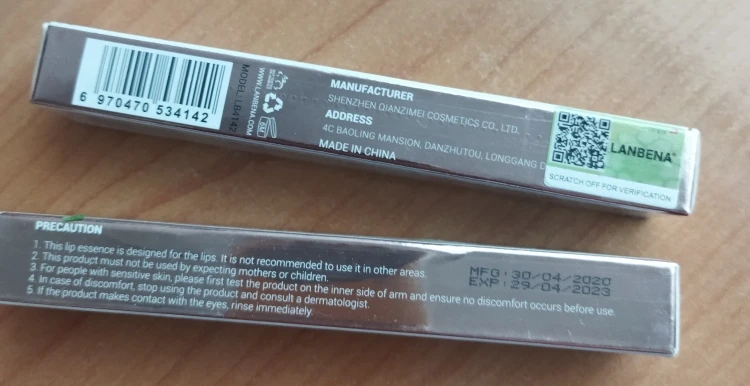 6 970470 534142
MODEL: LB4142
WWW.LANBENA.COM
MANUFACTURER
SHENZHEN QIANZIMEI COSMETICS CO., LTD.
ADDRESS
4C BAOLING MANSION, DANZHUTOU, LONGGANG D
MADE IN CHINA
LANBENA
SCRATCH OFF FOR VERIFICATION
PRECAUTION
1. This lip essence is designed for the lips. It is not recommended to use it in other areas.
2. This product must not be used by expecting mothers or children.
3. For people with sensitive skin, please first test the product on the inner side of arm and ensure no discomfort occurs before use.
4. In case of discomfort, stop using the product and consult a dermatologist.
5. If the product makes contact with the eyes, rinse immediately.
MFG: 30/04/2020
EXP: 29/04/2023